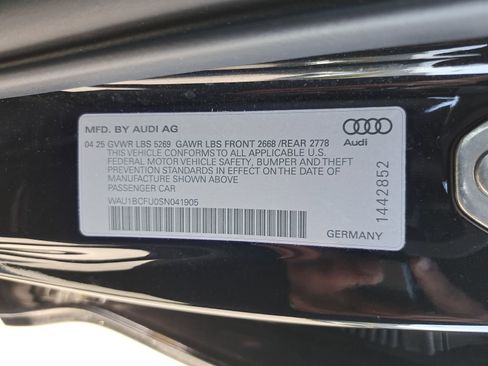 MFD. BY AUDI AG
Audi
04 25 GVWR LBS 5269 GAWR LBS FRONT 2668 /REAR 2778
THIS VEHICLE CONFORMS TO ALL APPLICABLE U.S.
FEDERAL MOTOR VEHICLE SAFETY, BUMPER AND THEFT
PREVENTION STANDARDS IN EFFECT ON THE DATE OF
MANUFACTURE SHOWN ABOVE
PASSENGER CAR
WAU1BCFU0SN041905
1442852
GERMANY